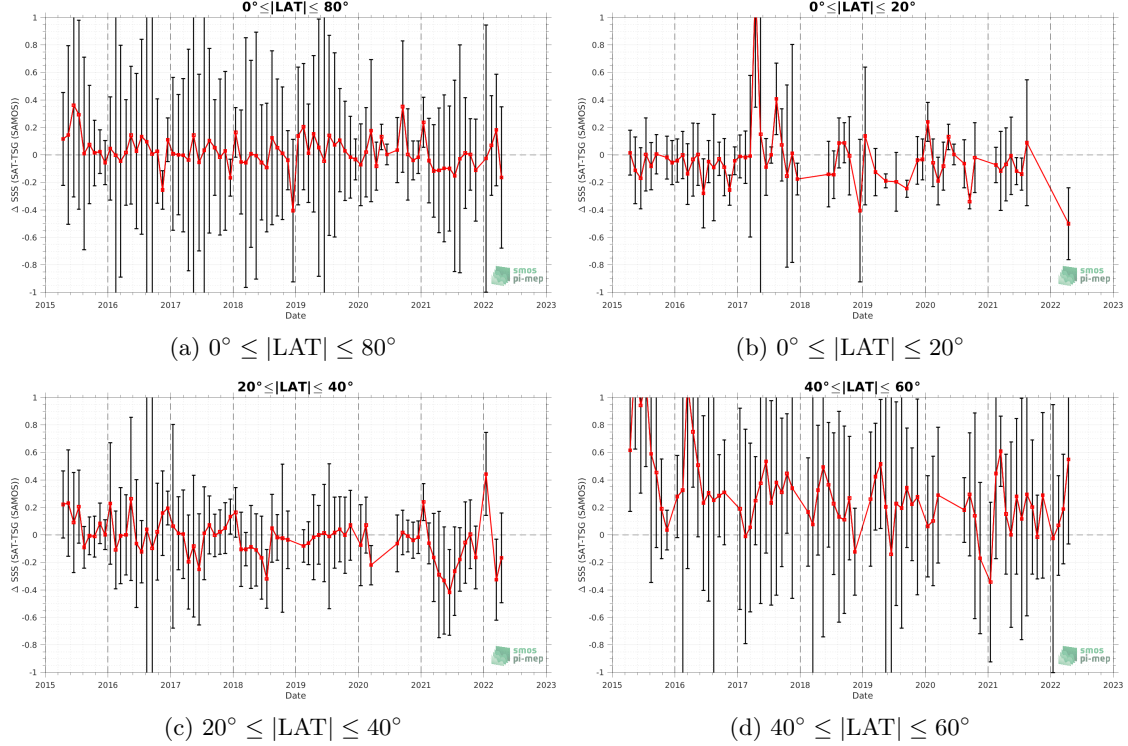 0°≤|LAT|≤ 80°
Δ SSS (SAT-TSG (SAMOS))
1
0.8
0.6
0.4
0.2
0
-0.2
-0.4
-0.6
-0.8
-1
2015 2016 2017 2018 2019 2020 2021 2022 2023
Date
smos
pi-mep
(a) 0° ≤ |LAT| ≤ 80°
0°≤|LAT|≤ 20°
Δ SSS (SAT-TSG (SAMOS))
1
0.8
0.6
0.4
0.2
0
-0.2
-0.4
-0.6
-0.8
-1
2015 2016 2017 2018 2019 2020 2021 2022 2023
Date
smos
pi-mep
(b) 0° ≤ |LAT| ≤ 20°
20°≤|LAT|≤ 40°
Δ SSS (SAT-TSG (SAMOS))
1
0.8
0.6
0.4
0.2
0
-0.2
-0.4
-0.6
-0.8
-1
2015 2016 2017 2018 2019 2020 2021 2022 2023
Date
smos
pi-mep
(c) 20° ≤ |LAT| ≤ 40°
40°≤|LAT|≤ 60°
Δ SSS (SAT-TSG (SAMOS))
1
0.8
0.6
0.4
0.2
0
-0.2
-0.4
-0.6
-0.8
-1
2015 2016 2017 2018 2019 2020 2021 2022 2023
Date
smos
pi-mep
(d) 40° ≤ |LAT| ≤ 60°